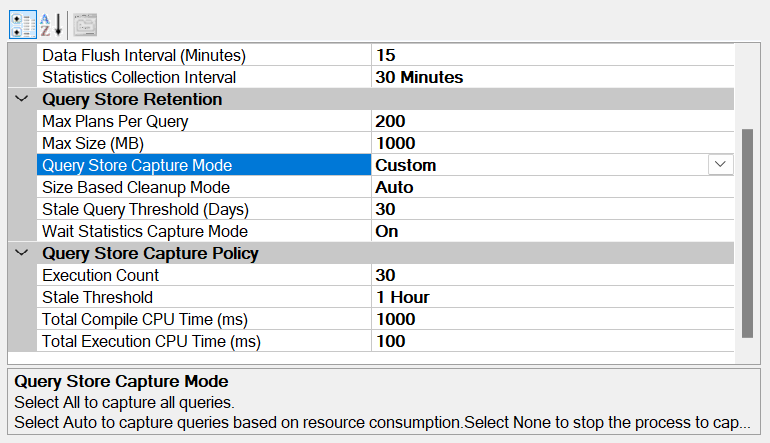 A
Z
Data Flush Interval (Minutes) 15
Statistics Collection Interval 30 Minutes
Query Store Retention
Max Plans Per Query 200
Max Size (MB) 1000
Query Store Capture Mode Custom
Size Based Cleanup Mode Auto
Stale Query Threshold (Days) 30
Wait Statistics Capture Mode On
Query Store Capture Policy
Execution Count 30
Stale Threshold 1 Hour
Total Compile CPU Time (ms) 1000
Total Execution CPU Time (ms) 100
Query Store Capture Mode
Select All to capture all queries.
Select Auto to capture queries based on resource consumption.Select None to stop the process to cap...